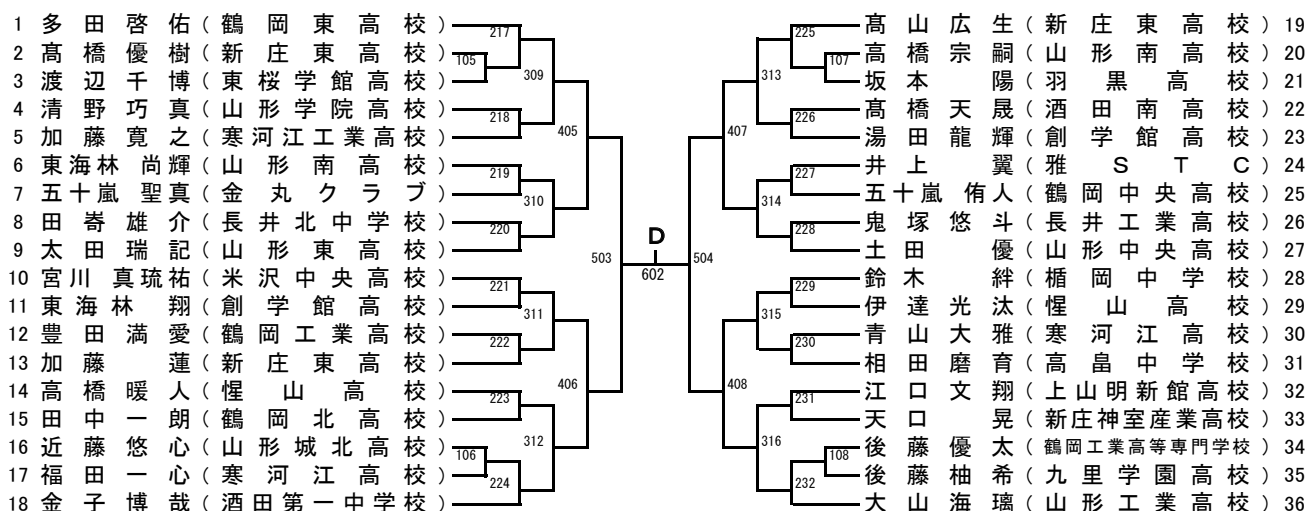 1 多田啓佑(鶴岡東高校)
2 髙橋優樹(新庄東高校)
3 渡辺千博(東桜学館高校)
4 清野巧真(山形学院高校)
5 加藤寛之(寒河江工業高校)
6 東海林 尚輝(山形南高校)
7 五十嵐 聖真(金丸クラブ)
8 田嵜雄介(長井北中学校)
9 太田瑞記(山形東高校)
10 宮川 真琉祐(米沢中央高校)
11 東海林 翔(創学館高校)
12 豊田満愛(鶴岡工業高校)
13 加藤 蓮(新庄東高校)
14 高橋暖人(惺山高校)
15 田中一朗(鶴岡北高校)
16 近藤悠心(山形城北高校)
17 福田一心(寒河江高校)
18 金子博哉(酒田第一中学校)
217
105
309
218
405
219
310
220
503
221
311
222
406
223
312
106
224
D
602
504
225
107
313
226
407
227
314
228
229
315
230
408
231
316
108
232
髙山広生(新庄東高校) 19
高橋宗嗣(山形南高校) 20
坂本 陽(羽黒高校) 21
髙橋天晟(酒田南高校) 22
湯田龍輝(創学館高校) 23
井上 翼(雅STC) 24
五十嵐 侑人(鶴岡中央高校) 25
鬼塚悠斗(長井工業高校) 26
土田 優(山形中央高校) 27
鈴木 絆(楯岡中学校) 28
伊達光汰(惺山高校) 29
青山大雅(寒河江高校) 30
相田磨育(高畠中学校) 31
江口文翔(上山明新館高校) 32
天口 晃(新庄神室産業高校) 33
後藤優太(鶴岡工業高等専門学校) 34
後藤柚希(九里学園高校) 35
大山海璃(山形工業高校) 36